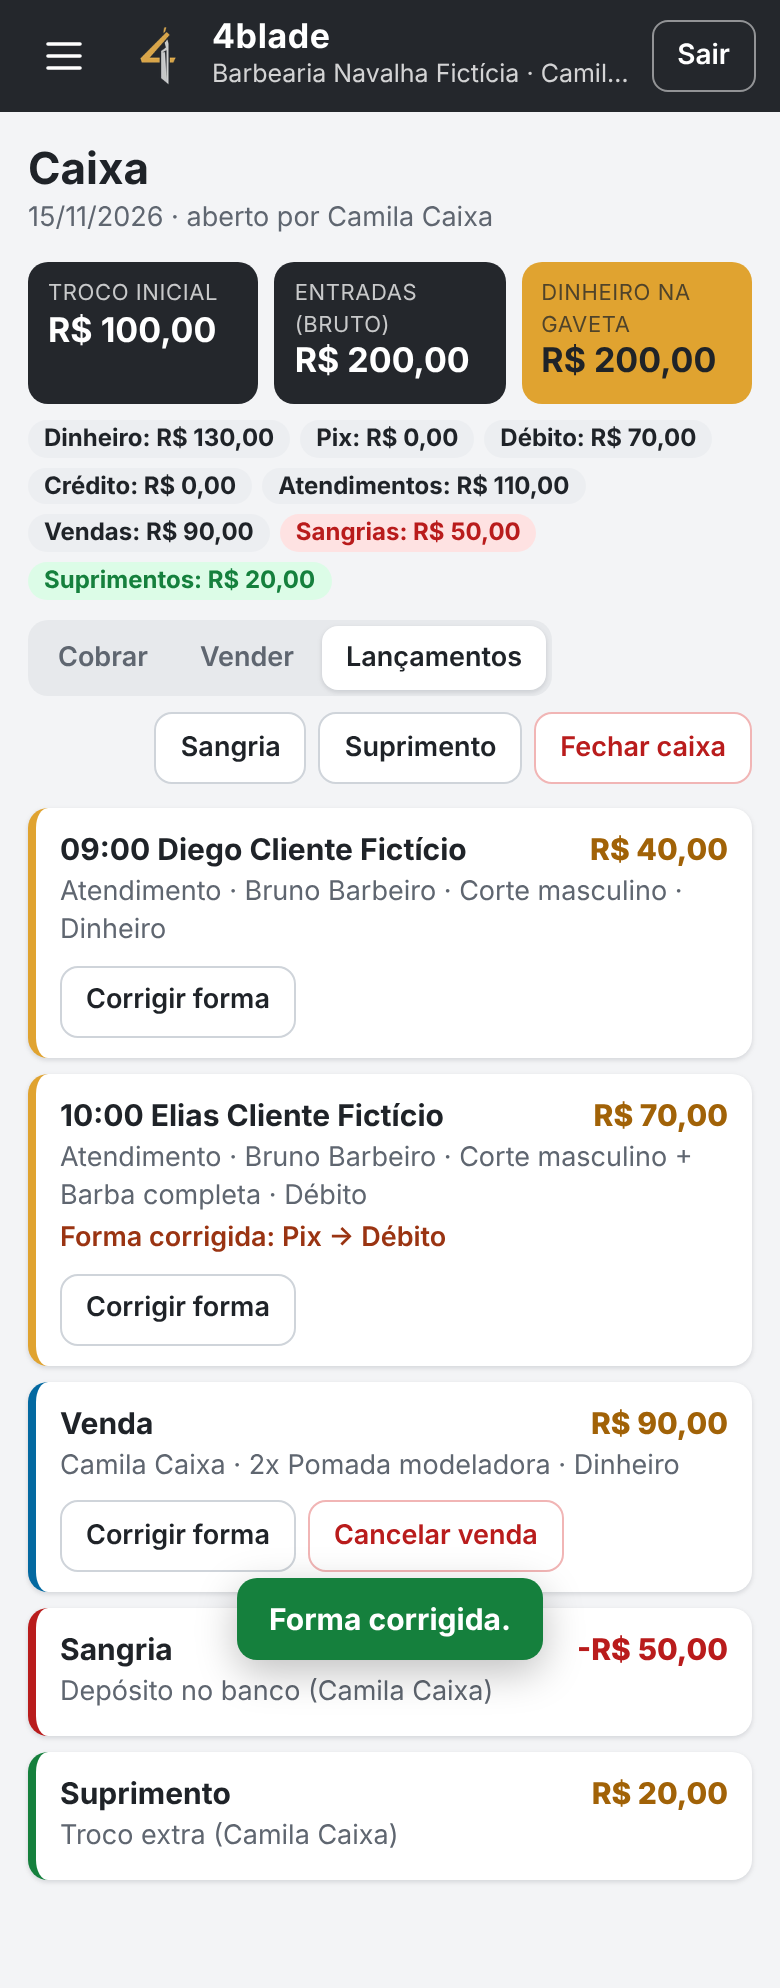 4blade
Barbearia Navalha Fictícia · Camil...
Sair
Caixa
15/11/2026 · aberto por Camila Caixa
TROCO INICIAL
R$ 100,00
ENTRADAS
(BRUTO)
R$ 200,00
DINHEIRO NA
GAVETA
R$ 200,00
Dinheiro: R$ 130,00
Pix: R$ 0,00
Débito: R$ 70,00
Crédito: R$ 0,00
Atendimentos: R$ 110,00
Vendas: R$ 90,00
Sangrias: R$ 50,00
Suprimentos: R$ 20,00
Cobrar
Vender
Lançamentos
Sangria
Suprimento
Fechar caixa
09:00 Diego Cliente Fictício
R$ 40,00
Atendimento · Bruno Barbeiro · Corte masculino ·
Dinheiro
Corrigir forma
10:00 Elias Cliente Fictício
R$ 70,00
Atendimento · Bruno Barbeiro · Corte masculino +
Barba completa · Débito
Forma corrigida: Pix → Débito
Corrigir forma
Venda
R$ 90,00
Camila Caixa · 2x Pomada modeladora · Dinheiro
Corrigir forma
Cancelar venda
Forma corrigida.
Sangria
-R$ 50,00
Depósito no banco (Camila Caixa)
Suprimento
R$ 20,00
Troco extra (Camila Caixa)